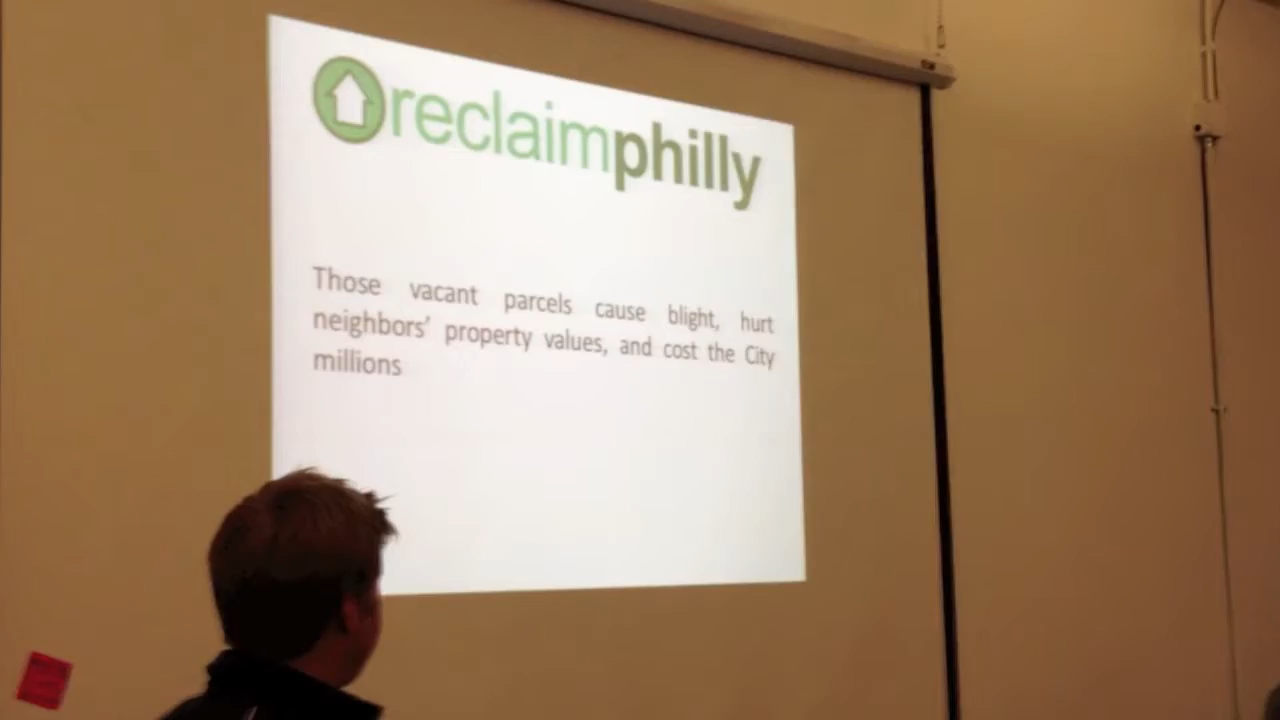 reclaimphilly
Those vacant parcels cause blight, hurt
neighbors' property values, and cost the City
millions